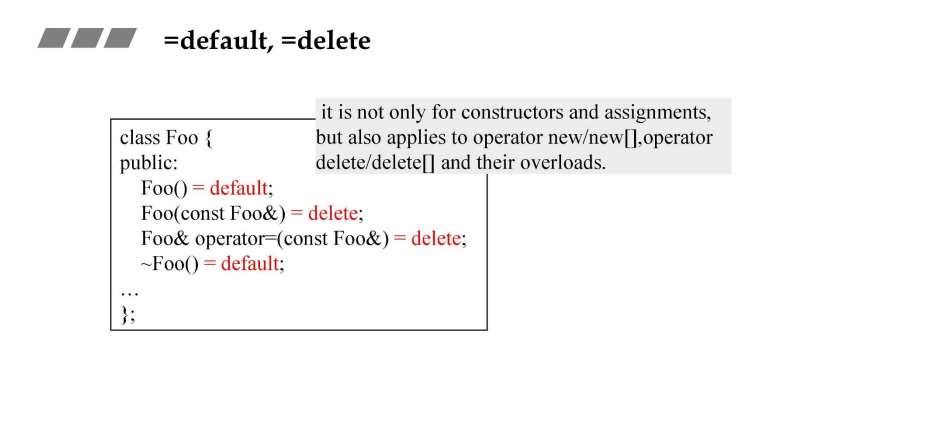 =default, =delete
it is not only for constructors and assignments,
but also applies to operator new/new[],operator
delete/delete[] and their overloads.
class Foo {
public:
Foo() = default;
Foo(const Foo&) = delete;
Foo& operator=(const Foo&) = delete;
~Foo() = default;
…
};